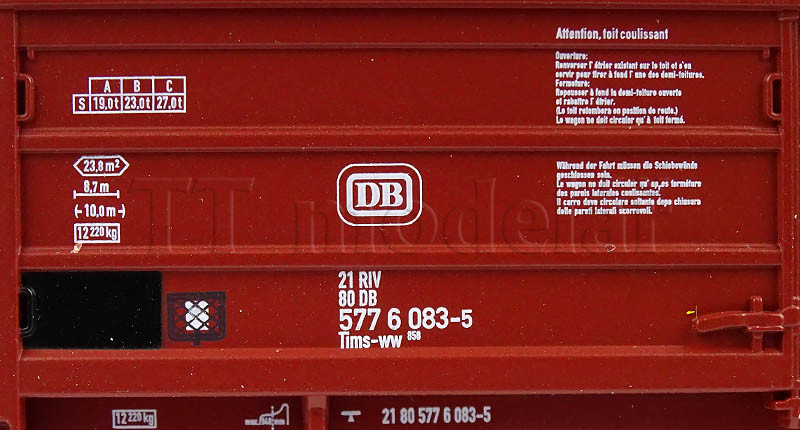 Attention, toit coulissant
Ouverture:
Renverser l'étrier existant sur le toit et s'en
servir pour tirer à fond l'une des demi-toitures.
Fermeture:
Repousser à fond la demi-toiture ouverte
et rabattre l'étrier.
(Le toit retombera en position de route.)
Le wagon ne doit circuler qu'à toit fermé.
A B C
S 19,0t 23,0t 27,0t
23,8 m²
8,7 m
(-10,0 m-)
12 220 kg
DB
Während der Fahrt müssen die Schiebewände
geschlossen sein.
Le wagon ne doit circuler qu'après fermeture
des parois latérales coulissantes.
Il carro deve circolare soltanto dopo chiusura
delle pareti laterali scorrevoli.
TT modelar
21 RIV
80 DB
577 6 083-5
Tims-ww 858
12 220 kg
21 80 577 6 083-5